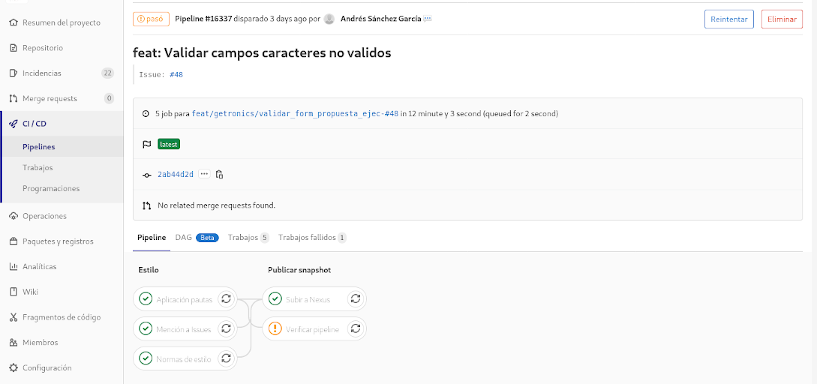 Resumen del proyecto
Repositorio
Incidencias 22
Merge requests 0
CI / CD
Pipelines
Trabajos
Programaciones
Operaciones
Paquetes y registros
Analíticas
Wiki
Fragmentos de código
Miembros
Configuración
pasó Pipeline #16337 disparado 3 days ago por Andrés Sánchez García
Reintentar Eliminar
feat: Validar campos caracteres no validos
Issue: #48
5 job para feat/getronics/validar_form_propuesta_ejec-#48 in 12 minute y 3 second (queued for 2 second)
latest
2ab44d2d
No related merge requests found.
Pipeline DAG Beta Trabajos 5 Trabajos fallidos 1
Estilo Publicar snapshot
Aplicación pautas Subir a Nexus
Mención a Issues Verificar pipeline
Normas de estilo